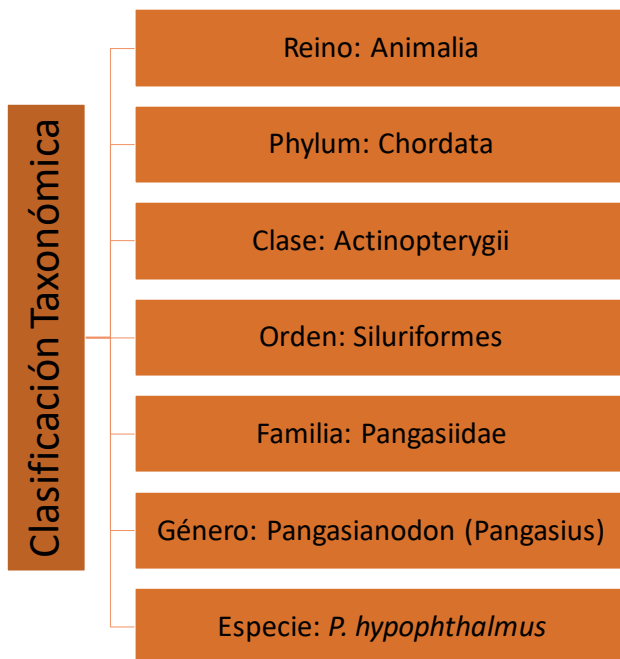 Clasificación Taxonómica
Reino: Animalia
Phylum: Chordata
Clase: Actinopterygii
Orden: Siluriformes
Familia: Pangasiidae
Género: Pangasianodon (Pangasius)
Especie: P. hypophthalmus